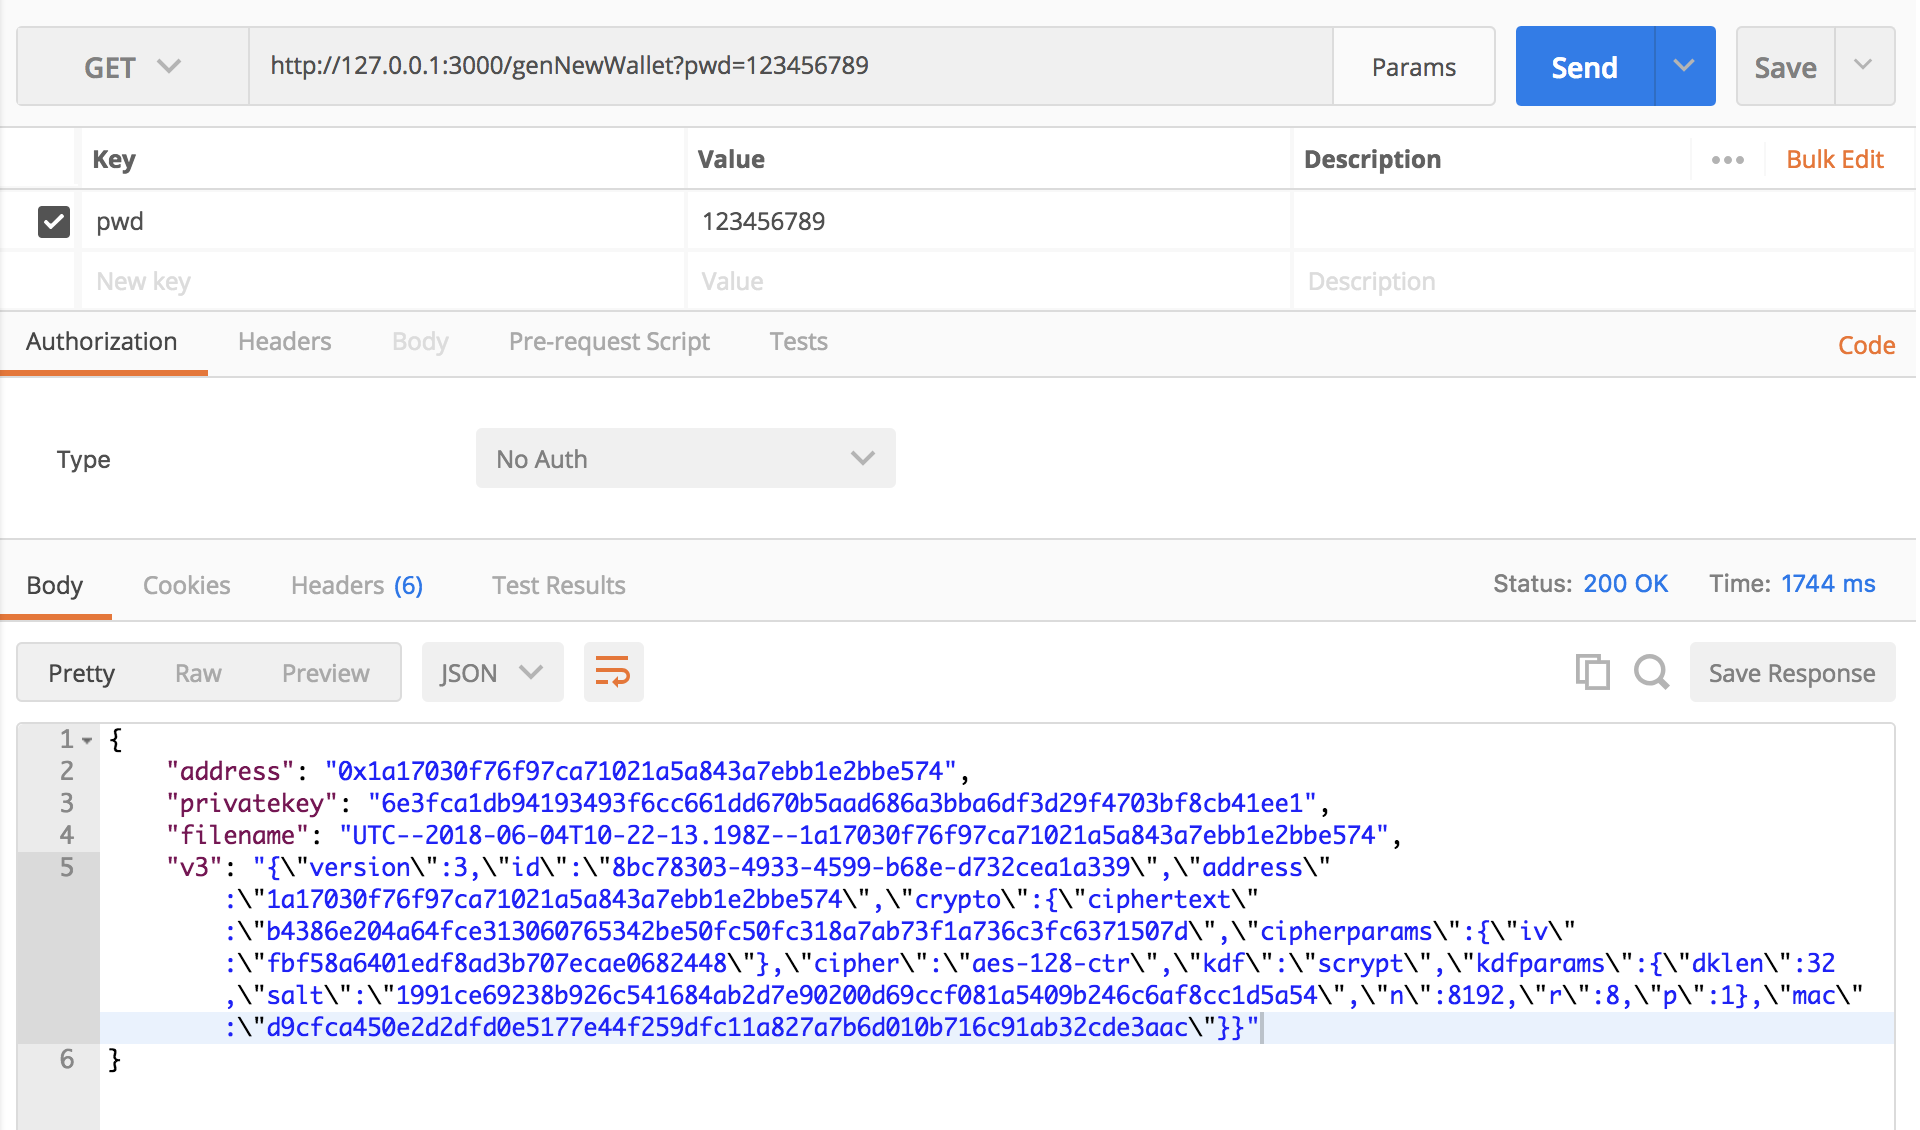 GET http://127.0.0.1:3000/genNewWallet?pwd=123456789 Params Send Save
Key Value Description Bulk Edit
pwd 123456789
New key Value Description
Authorization Headers Body Pre-request Script Tests Code
Type No Auth
Body Cookies Headers (6) Test Results Status: 200 OK Time: 1744 ms
Pretty Raw Preview JSON Save Response
1 {
2 "address": "0x1a17030f76f97ca71021a5a843a7ebb1e2bbe574",
3 "privatekey": "6e3fca1db94193493f6cc661dd670b5aad686a3bba6df3d29f4703bf8cb41ee1",
4 "filename": "UTC--2018-06-04T10-22-13.198Z--1a17030f76f97ca71021a5a843a7ebb1e2bbe574",
5 "v3": "{\"version\":3,\"id\":\"8bc78303-4933-4599-b68e-d732cea1a339\",\"address\"
:\"1a17030f76f97ca71021a5a843a7ebb1e2bbe574\",\"crypto\":{\"ciphertext\"
:\"b4386e204a64fce313060765342be50fc50fc318a7ab73f1a736c3fc6371507d\",\"cipherparams\":{\"iv\"
:\"fbf58a6401edf8ad3b707ecae0682448\"},\"cipher\":\"aes-128-ctr\",\"kdf\":\"scrypt\",\"kdfparams\":{\"dklen\":32
,\"salt\":\"1991ce69238b926c541684ab2d7e90200d69ccf081a5409b246c6af8cc1d5a54\",\"n\":8192,\"r\":8,\"p\":1},\"mac\"
:\"d9cfca450e2d2dfd0e5177e44f259dfc11a827a7b6d010b716c91ab32cde3aac\"}}"
6 }